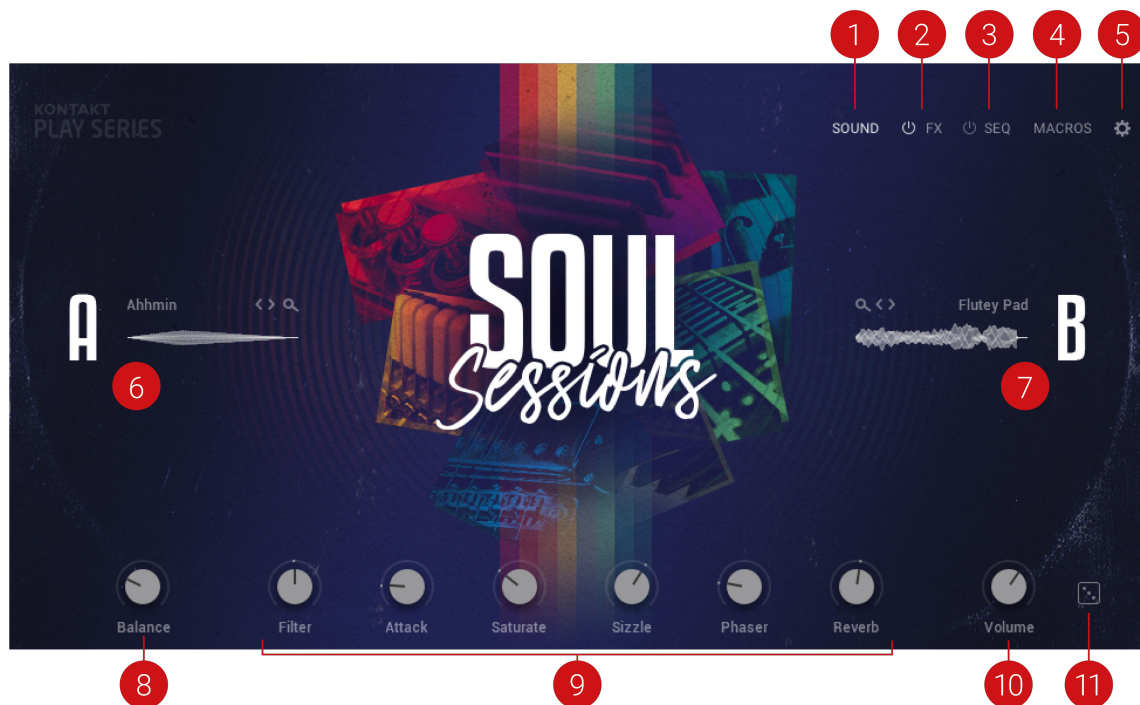 1 2 3 4 5
KONTAKT
PLAY SERIES
SOUND FX SEQ MACROS
SOUL
Sessions
A Ahhmin
Flutey Pad B
6 7
Balance Filter Attack Saturate Sizzle Phaser Reverb Volume
8 9 10 11